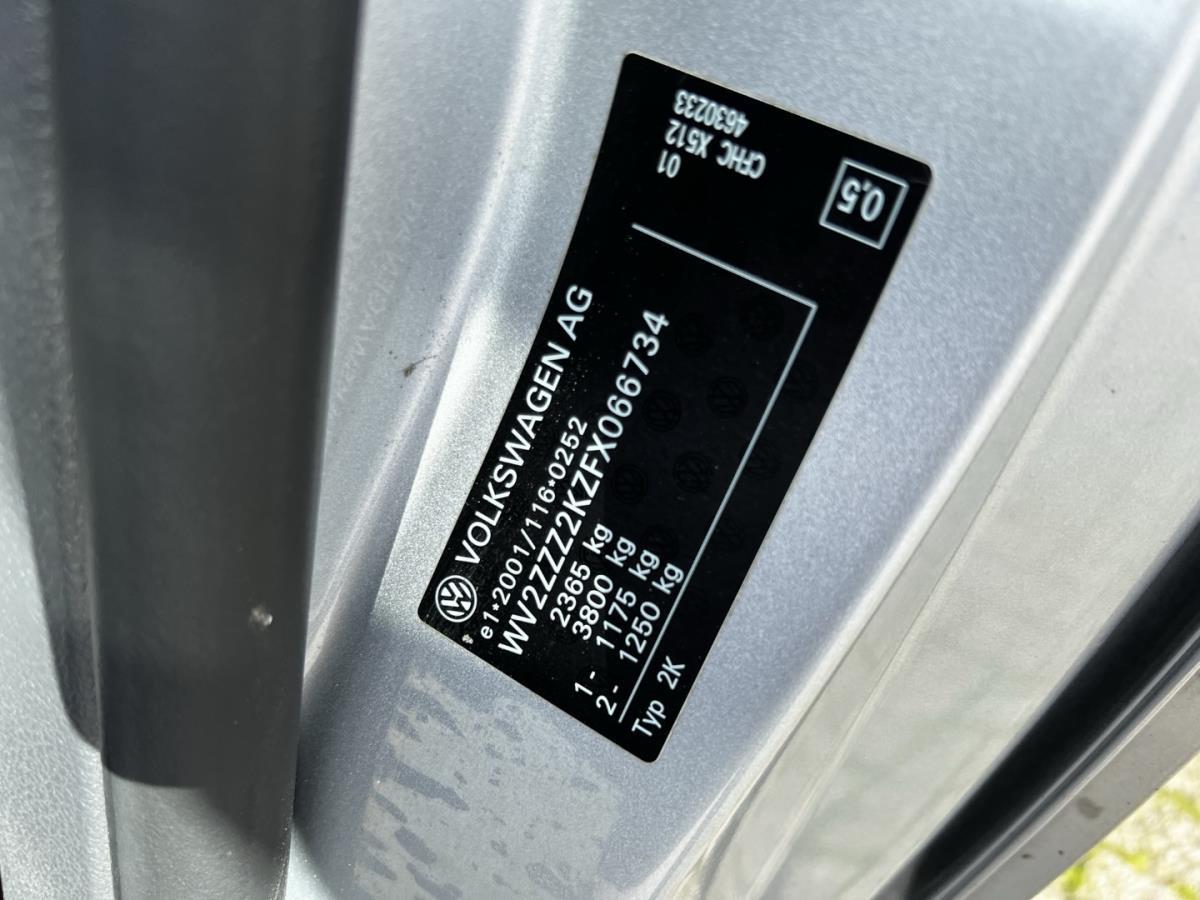 VOLKSWAGEN AG
e1*2001/116*0252
WV2ZZZ2KZFX066734
2365 kg
3800 kg
1- 1175 kg
2- 1250 kg
Typ 2K
01
CFHC X512
4630233
0,5